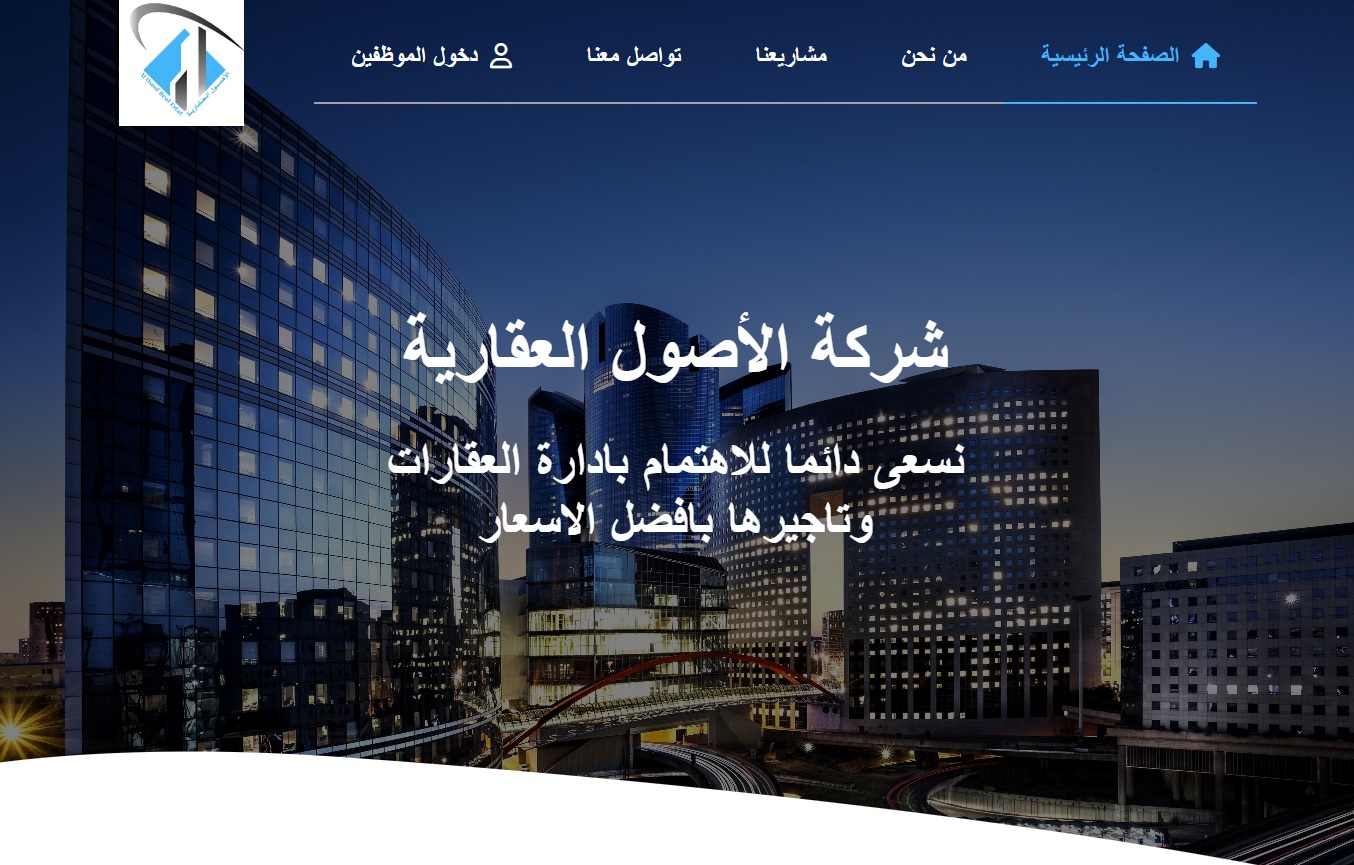 الصفحة الرئيسية
من نحن
مشاريعنا
تواصل معنا
دخول الموظفين
شركة الأصول العقارية
نسعى دائما للاهتمام بادارة العقارات
وتاجيرها بافضل الاسعار